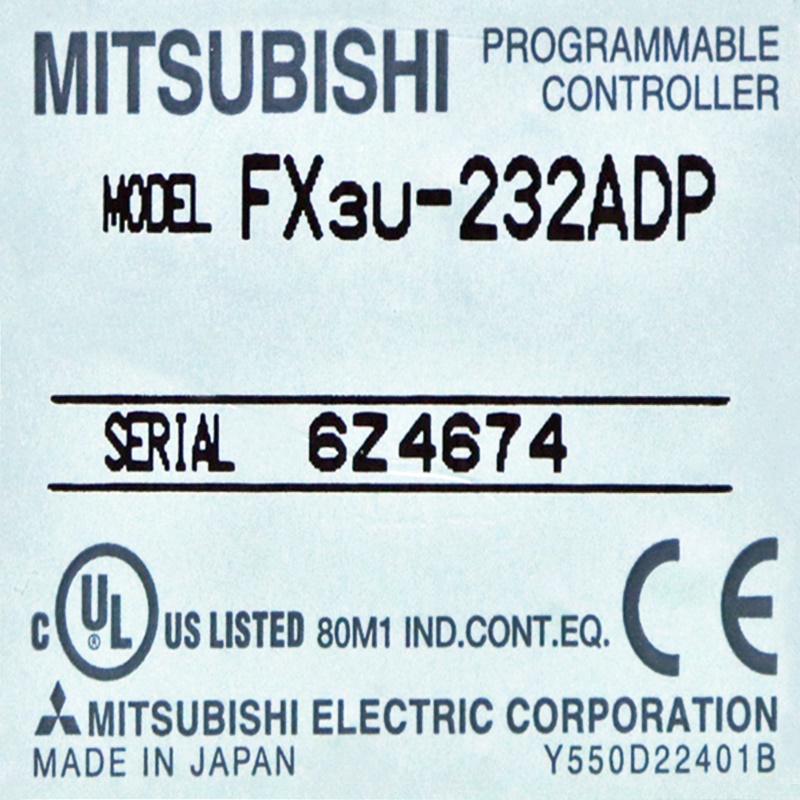 MITSUBISHI PROGRAMMABLE CONTROLLER
MODEL FX3U-232ADP
SERIAL 6Z4674
C UL® US LISTED 80M1 IND.CONT.EQ. CE
MITSUBISHI ELECTRIC CORPORATION
MADE IN JAPAN Y550D22401B